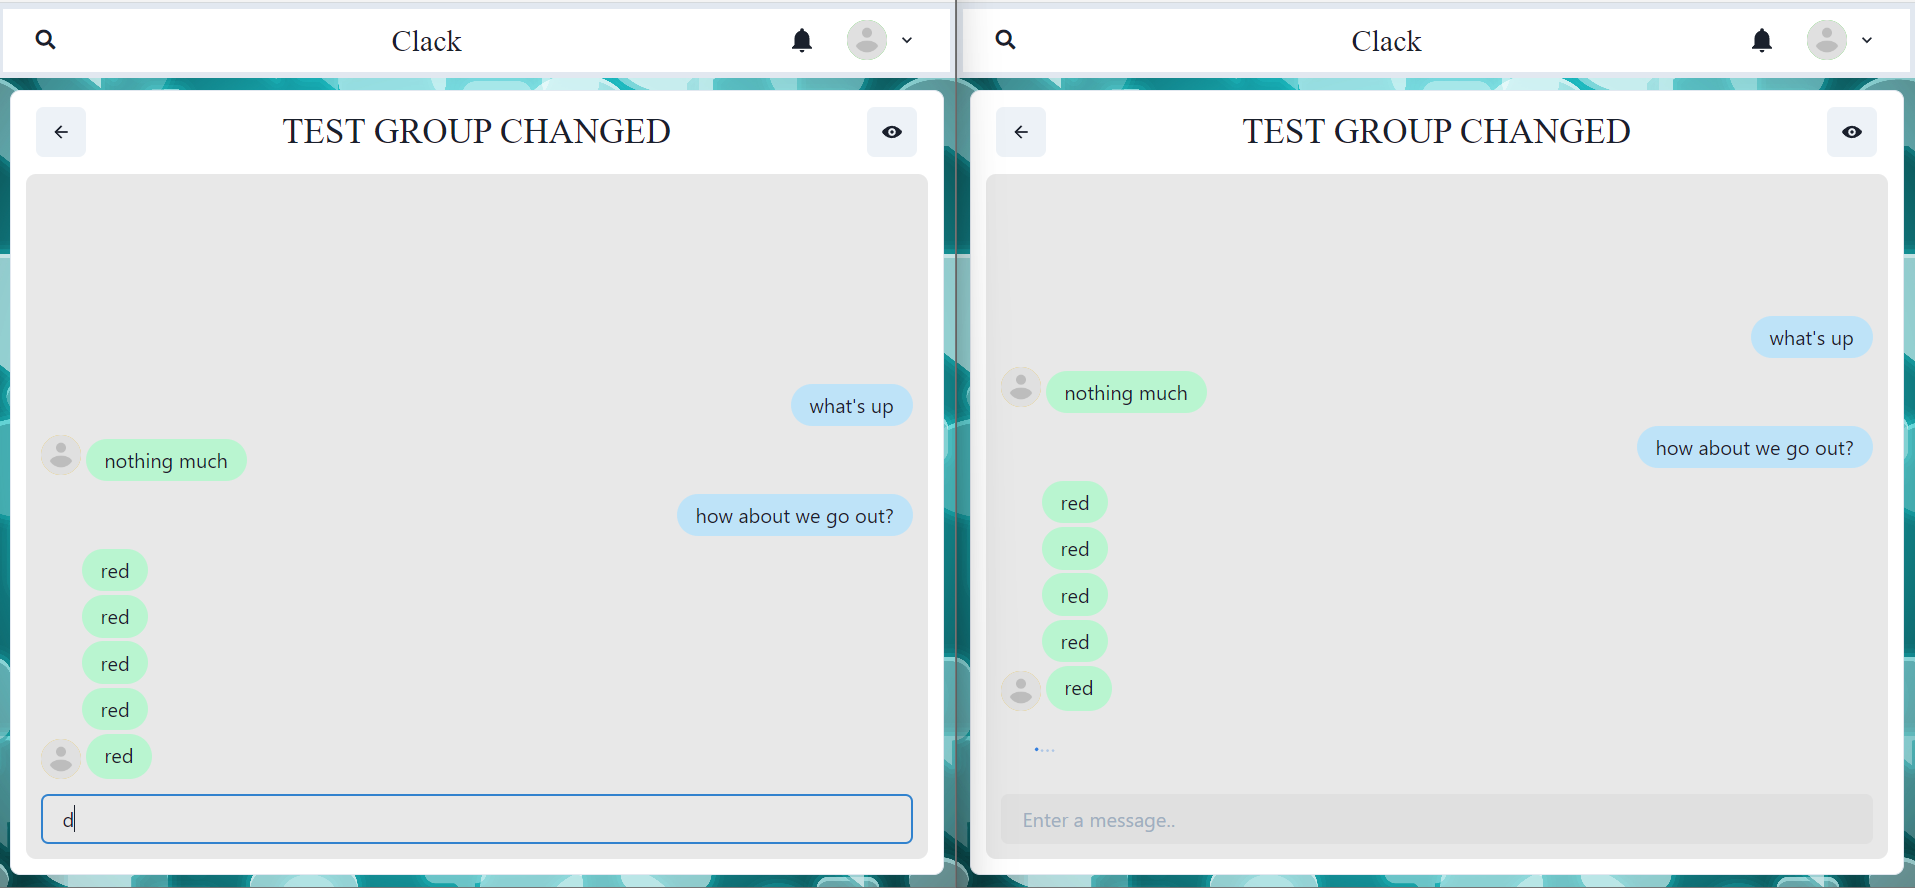 Clack
TEST GROUP CHANGED
what's up
nothing much
how about we go out?
red
red
red
red
red
d
Clack
TEST GROUP CHANGED
what's up
nothing much
how about we go out?
red
red
red
red
red
Enter a message..